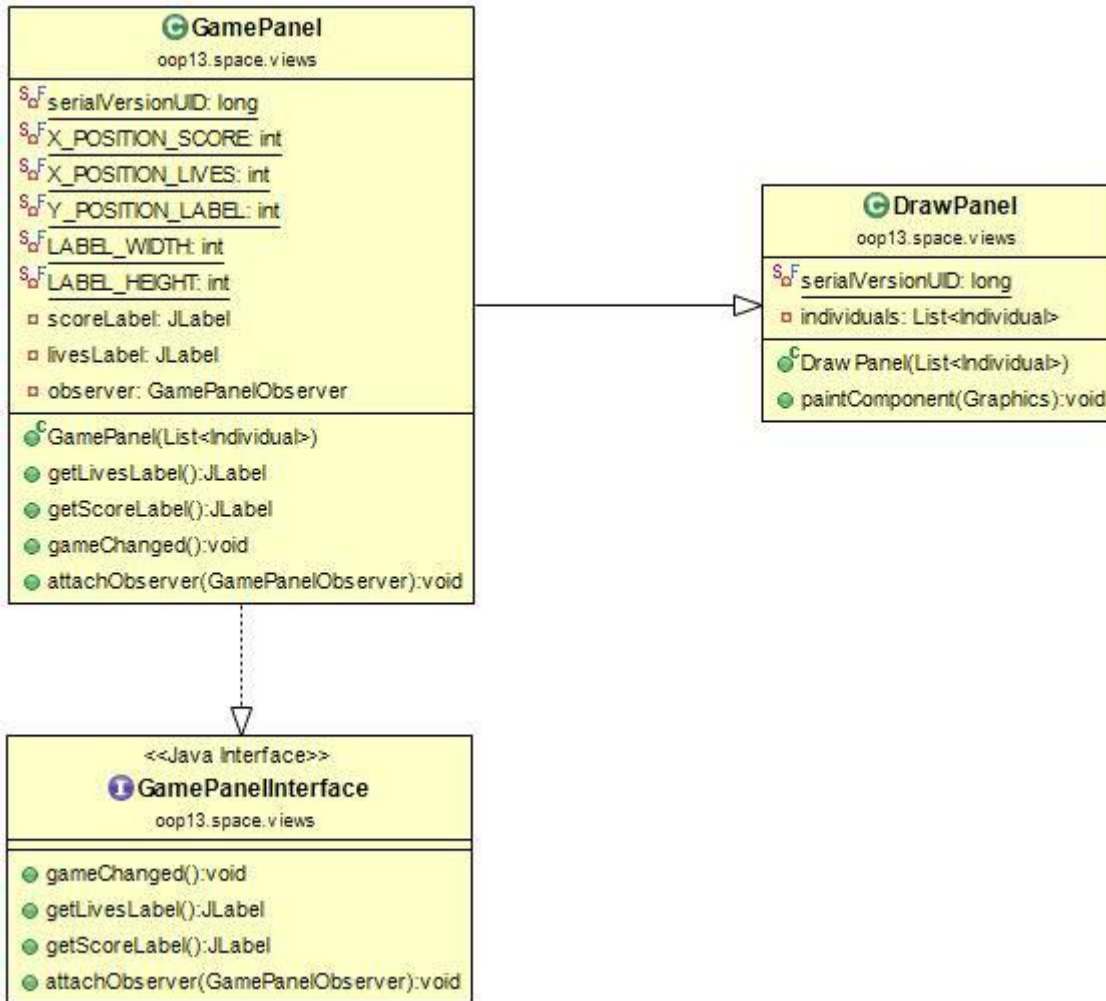 GamePanel
oop13.space.views
serialVersionUID: long
X_POSITION_SCORE: int
X_POSITION_LIVES: int
Y_POSITION_LABEL: int
LABEL_WIDTH: int
LABEL_HEIGHT: int
scoreLabel: JLabel
livesLabel: JLabel
observer: GamePanelObserver
GamePanel(List<Individual>)
getLivesLabel():JLabel
getScoreLabel():JLabel
gameChanged():void
attachObserver(GamePanelObserver):void
DrawPanel
oop13.space.views
serialVersionUID: long
individuals: List<Individual>
DrawPanel(List<Individual>)
paintComponent(Graphics):void
<<Java Interface>>
GamePanelInterface
oop13.space.views
gameChanged():void
getLivesLabel():JLabel
getScoreLabel():JLabel
attachObserver(GamePanelObserver):void